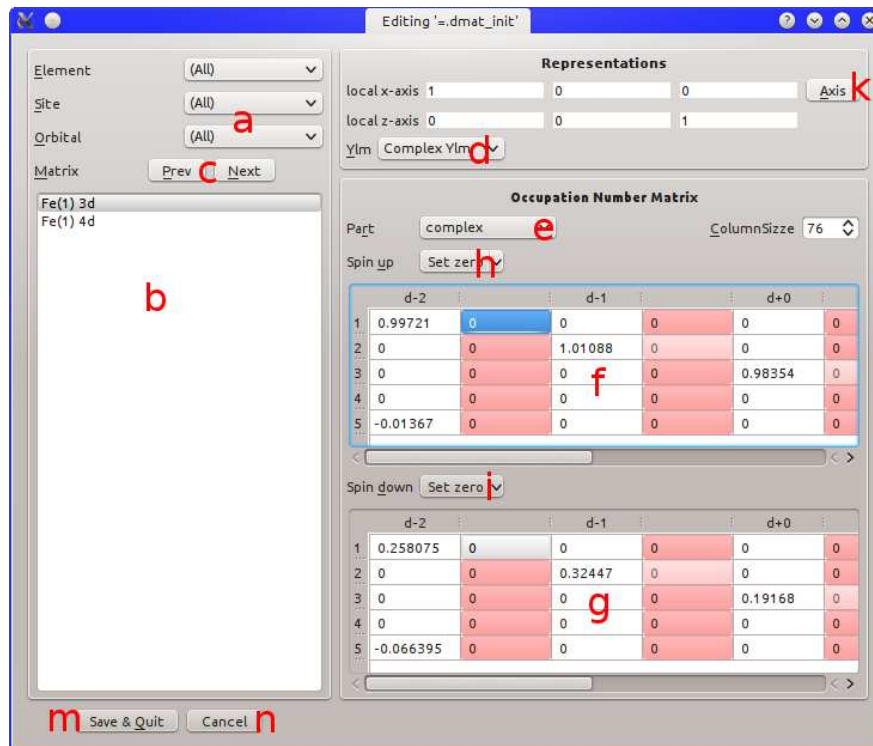 Editing '=.dmat_init'
Element (All)
Site (All)
a
Orbital (All)
Matrix Prev c Next
Fe(1) 3d
Fe(1) 4d
b
Representations
local x-axis 1 0 0 Axis k
local z-axis 0 0 1
Ylm Complex Ylm d
Occupation Number Matrix
Part complex e ColumnSizze 76
Spin up Set zero h
d-2 d-1 d+0
1 0.99721 0 0 0 0 0
2 0 0 1.01088 0 0 0
3 0 0 0 0 0.98354 0
f
4 0 0 0 0 0 0
5 -0.01367 0 0 0 0 0
Spin down Set zero i
d-2 d-1 d+0
1 0.258075 0 0 0 0 0
2 0 0 0.32447 0 0 0
3 0 0 0 0 0.19168 0
g
4 0 0 0 0 0 0
5 -0.066395 0 0 0 0 0
m Save & Quit Cancel n